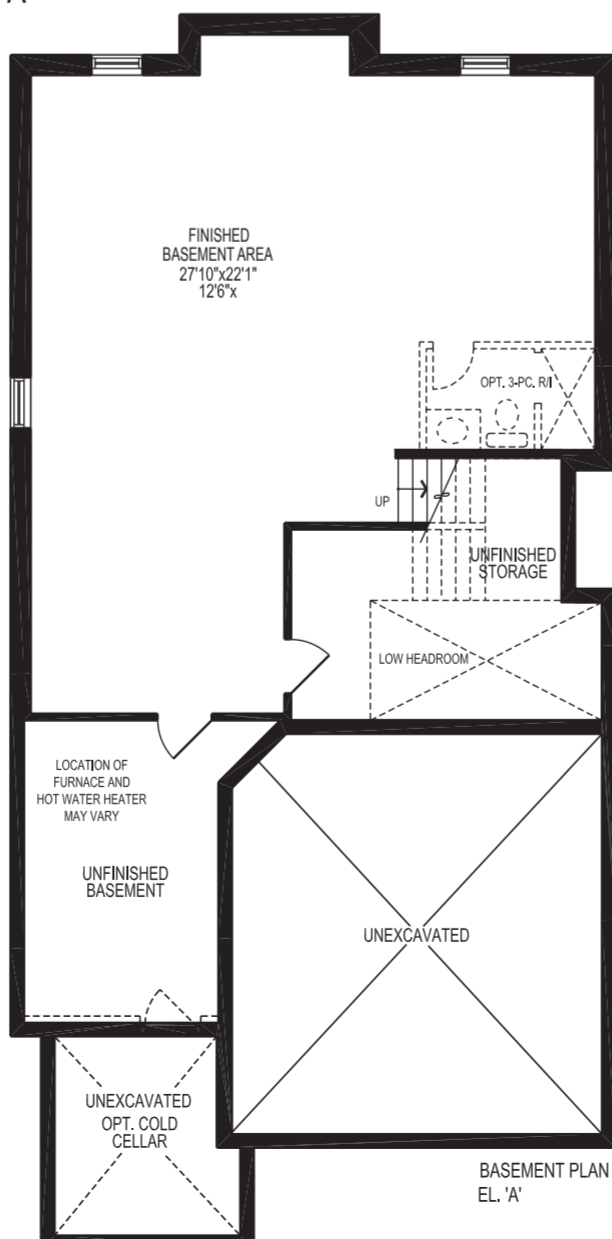 FINISHED
BASEMENT AREA
27'10"x22'1"
12'6"x
OPT. 3-PC. R/I
UP
UNFINISHED
STORAGE
LOW HEADROOM
LOCATION OF
FURNACE AND
HOT WATER HEATER
MAY VARY
UNFINISHED
BASEMENT
UNEXCAVATED
UNEXCAVATED
OPT. COLD
CELLAR
BASEMENT PLAN
EL. 'A'